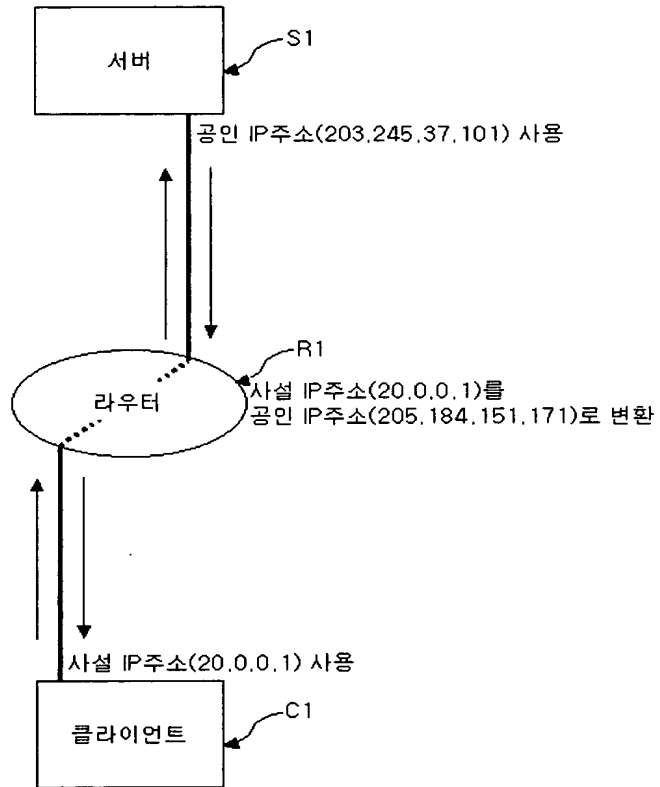 서버
S1
공인 IP주소(203.245.37.101) 사용
R1
라우터
사설 IP주소(20.0.0.1)를
공인 IP주소(205.184.151.171)로 변환
사설 IP주소(20.0.0.1) 사용
클라이언트
C1